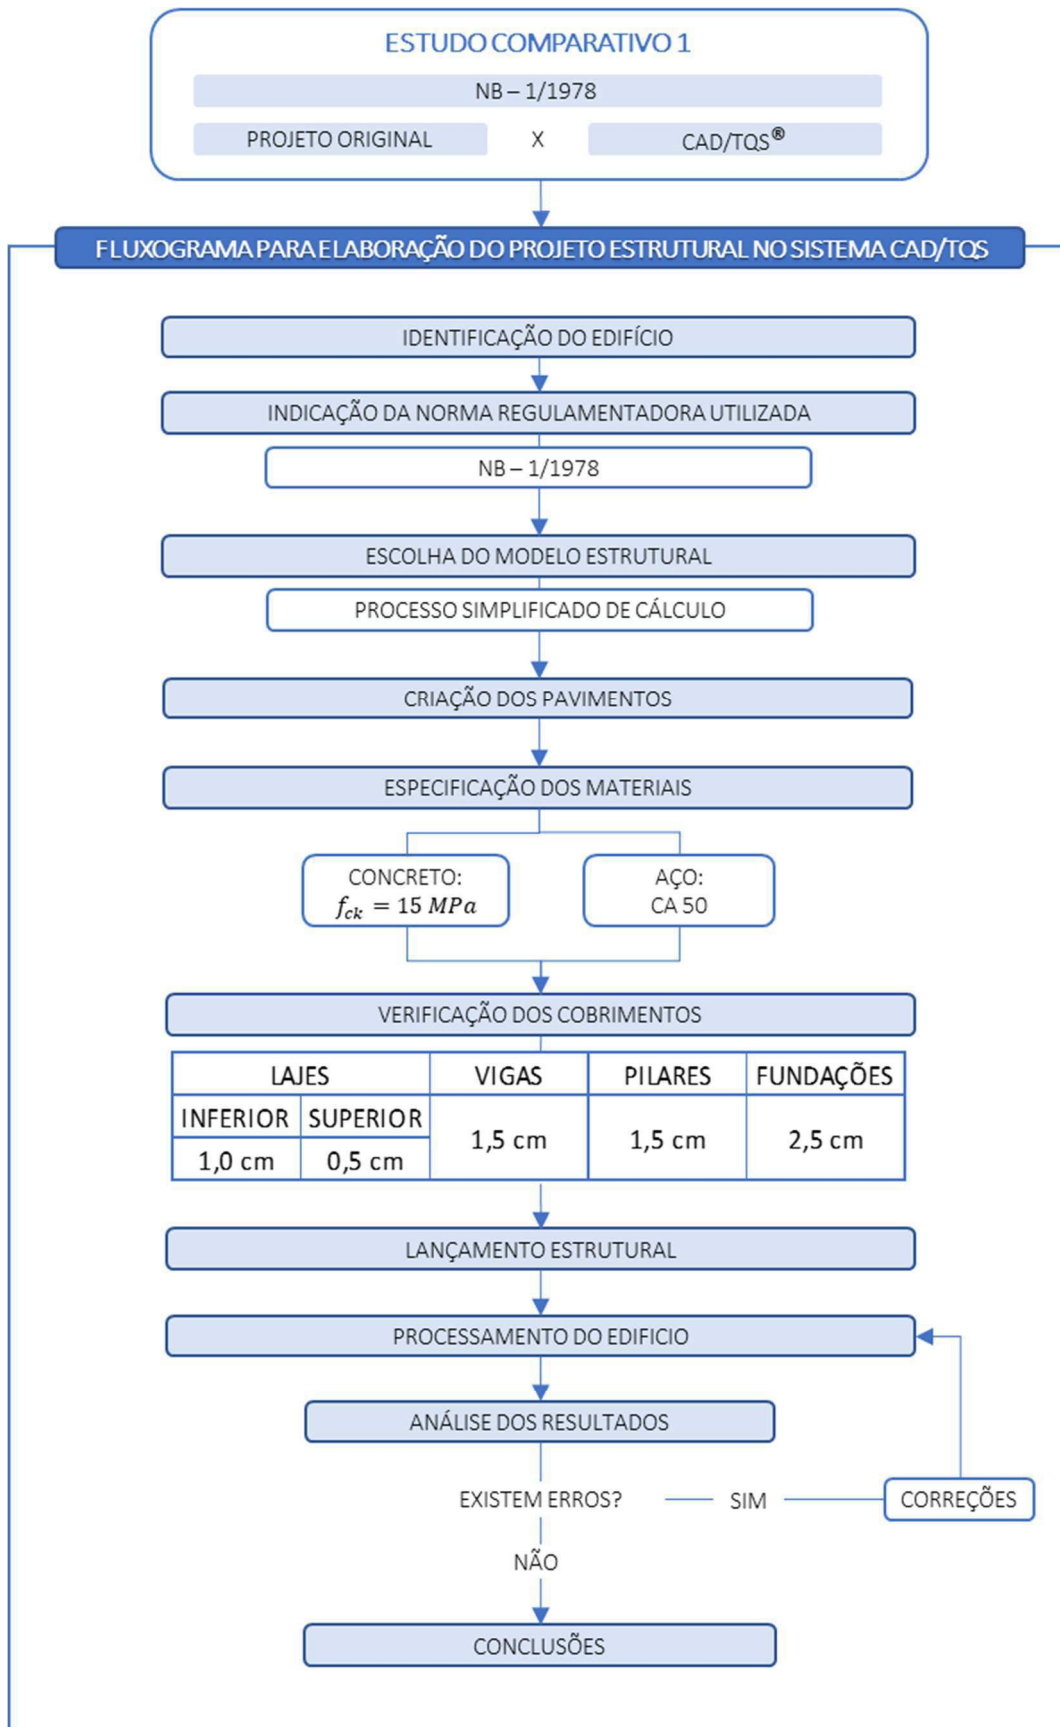 ESTUDO COMPARATIVO 1
NB – 1/1978
PROJETO ORIGINAL X CAD/TQS®
FLUXOGRAMA PARA ELABORAÇÃO DO PROJETO ESTRUTURAL NO SISTEMA CAD/TQS
IDENTIFICAÇÃO DO EDIFÍCIO
INDICAÇÃO DA NORMA REGULAMENTADORA UTILIZADA
NB – 1/1978
ESCOLHA DO MODELO ESTRUTURAL
PROCESSO SIMPLIFICADO DE CÁLCULO
CRIAÇÃO DOS PAVIMENTOS
ESPECIFICAÇÃO DOS MATERIAIS
CONCRETO:
f_ck = 15 MPa
AÇO:
CA 50
VERIFICAÇÃO DOS COBRIMENTOS
LAJES VIGAS PILARES FUNDAÇÕES
INFERIOR SUPERIOR
1,5 cm 1,5 cm 2,5 cm
1,0 cm 0,5 cm
LANÇAMENTO ESTRUTURAL
PROCESSAMENTO DO EDIFICIO
ANÁLISE DOS RESULTADOS
EXISTEM ERROS? SIM CORREÇÕES
NÃO
CONCLUSÕES